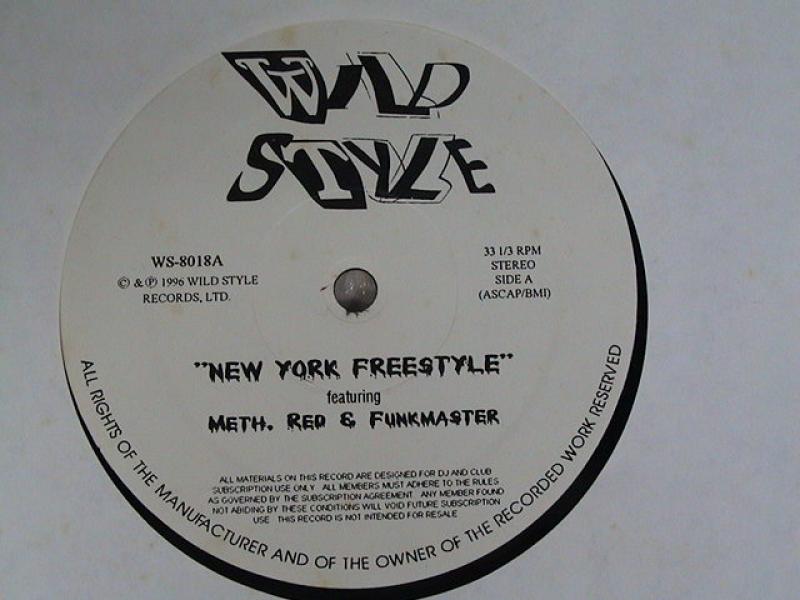 WILD
STYLE
WS-8018A
© & ℗ 1996 WILD STYLE
RECORDS, LTD.
33 1/3 RPM
STEREO
SIDE A
(ASCAP/BMI)
"NEW YORK FREESTYLE"
featuring
METH. RED & FUNKMASTER
ALL MATERIALS ON THIS RECORD ARE DESIGNED FOR DJ AND CLUB
SUBSCRIPTION USE ONLY ALL MEMBERS MUST ADHERE TO THE RULES
AS GOVERNED BY THE SUBSCRIPTION AGREEMENT ANY MEMBER FOUND
NOT ABIDING BY THESE CONDITIONS WILL VOID FUTURE SUBSCRIPTION
USE THIS RECORD IS NOT INTENDED FOR RESALE
ALL RIGHTS OF THE MANUFACTURER AND OF THE OWNER OF THE RECORDED WORK RESERVED